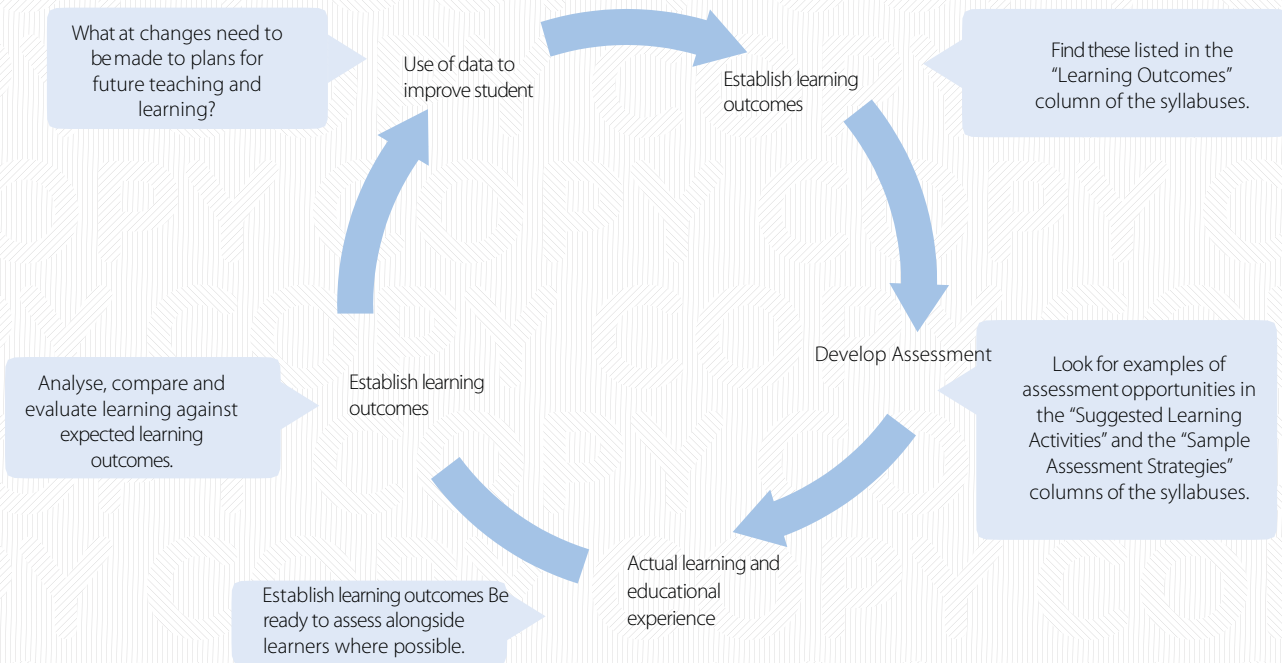 What at changes need to
be made to plans for
future teaching and
learning?
Use of data to
improve student
Establish learning
outcomes
Find these listed in the
“Learning Outcomes”
column of the syllabuses.
Develop Assessment
Look for examples of
assessment opportunities in
the “Suggested Learning
Activities” and the “Sample
Assessment Strategies”
columns of the syllabuses.
Actual learning and
educational
experience
Establish learning outcomes Be
ready to assess alongside
learners where possible.
Establish learning
outcomes
Analyse, compare and
evaluate learning against
expected learning
outcomes.